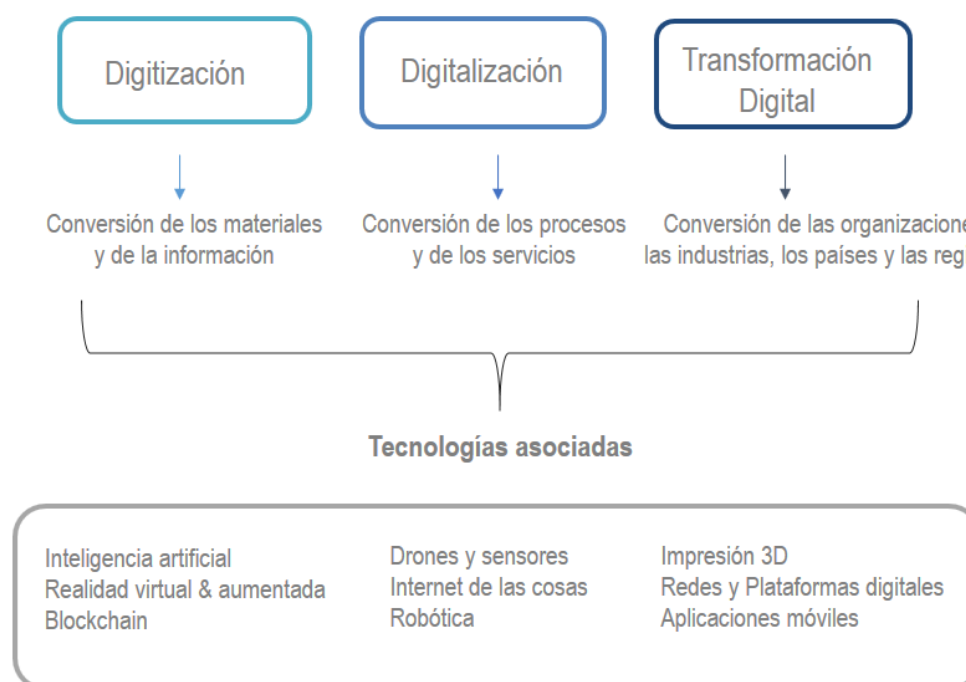 Digitización
Digitalización
Transformación
Digital
Conversión de los materiales
y de la información
Conversión de los procesos
y de los servicios
Conversión de las
las industrias, los países y las
Tecnologías asociadas
Inteligencia artificial
Realidad virtual & aumentada
Blockchain
Drones y sensores
Internet de las cosas
Robótica
Impresión 3D
Redes y Plataformas digitales
Aplicaciones móviles